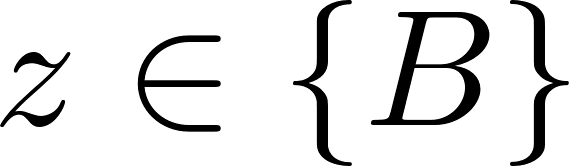 z ∈ {B}